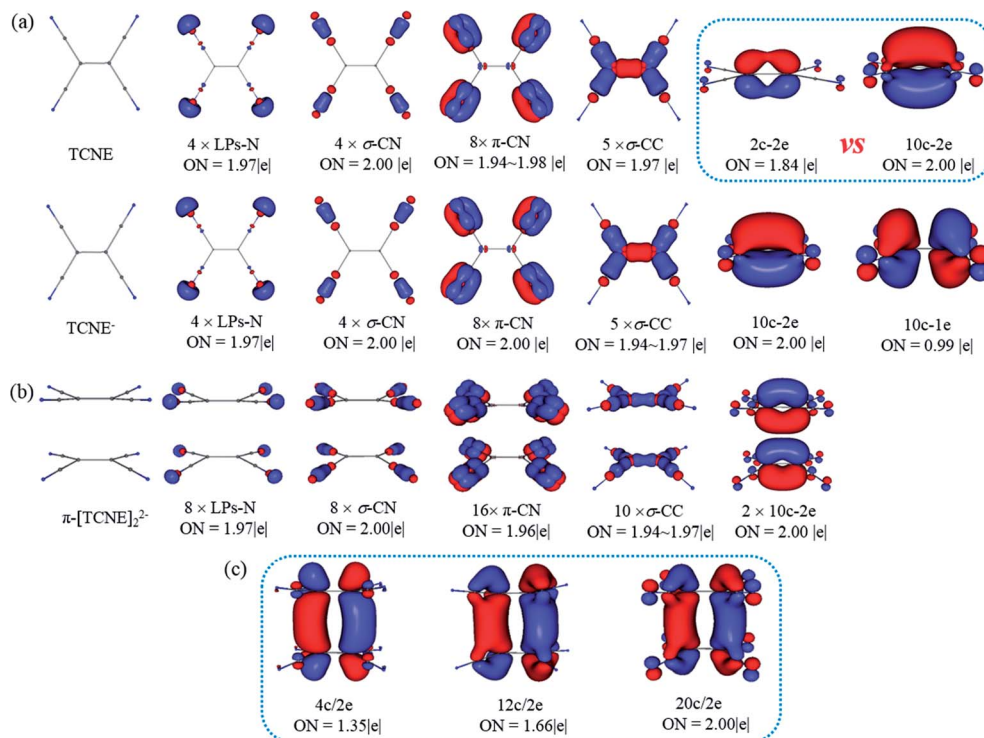 (a)
TCNE
4 × LPs-N
ON = 1.97|e|
4 × σ-CN
ON = 2.00 |e|
8× π-CN
ON = 1.94~1.98 |e|
5 ×σ-CC
ON = 1.97 |e|
2c-2e
ON = 1.84 |e|
vs
10c-2e
ON = 2.00 |e|
TCNE-
4 × LPs-N
ON = 1.97|e|
4 × σ-CN
ON = 2.00 |e|
8× π-CN
ON = 2.00 |e|
5 ×σ-CC
ON = 1.94~1.97 |e|
10c-2e
ON = 2.00 |e|
10c-1e
ON = 0.99 |e|
(b)
π-[TCNE]₂²⁻
8 × LPs-N
ON = 1.97|e|
8 × σ-CN
ON = 2.00|e|
16× π-CN
ON = 1.96|e|
10 ×σ-CC
ON = 1.94~1.97|e|
2 × 10c-2e
ON = 2.00 |e|
(c)
4c/2e
ON = 1.35|e|
12c/2e
ON = 1.66|e|
20c/2e
ON = 2.00|e|